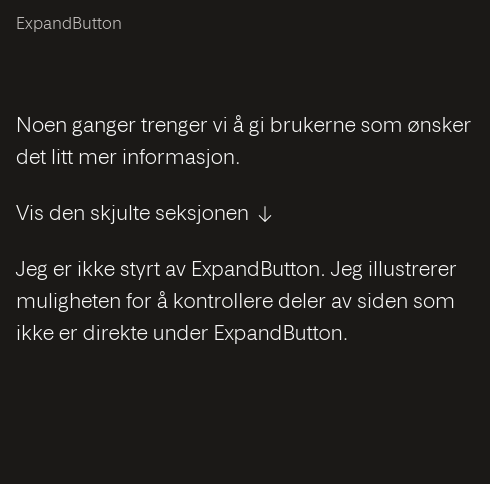 ExpandButton
Noen ganger trenger vi å gi brukerne som ønsker
det litt mer informasjon.
Vis den skjulte seksjonen ↓
Jeg er ikke styrt av ExpandButton. Jeg illustrerer
muligheten for å kontrollere deler av siden som
ikke er direkte under ExpandButton.